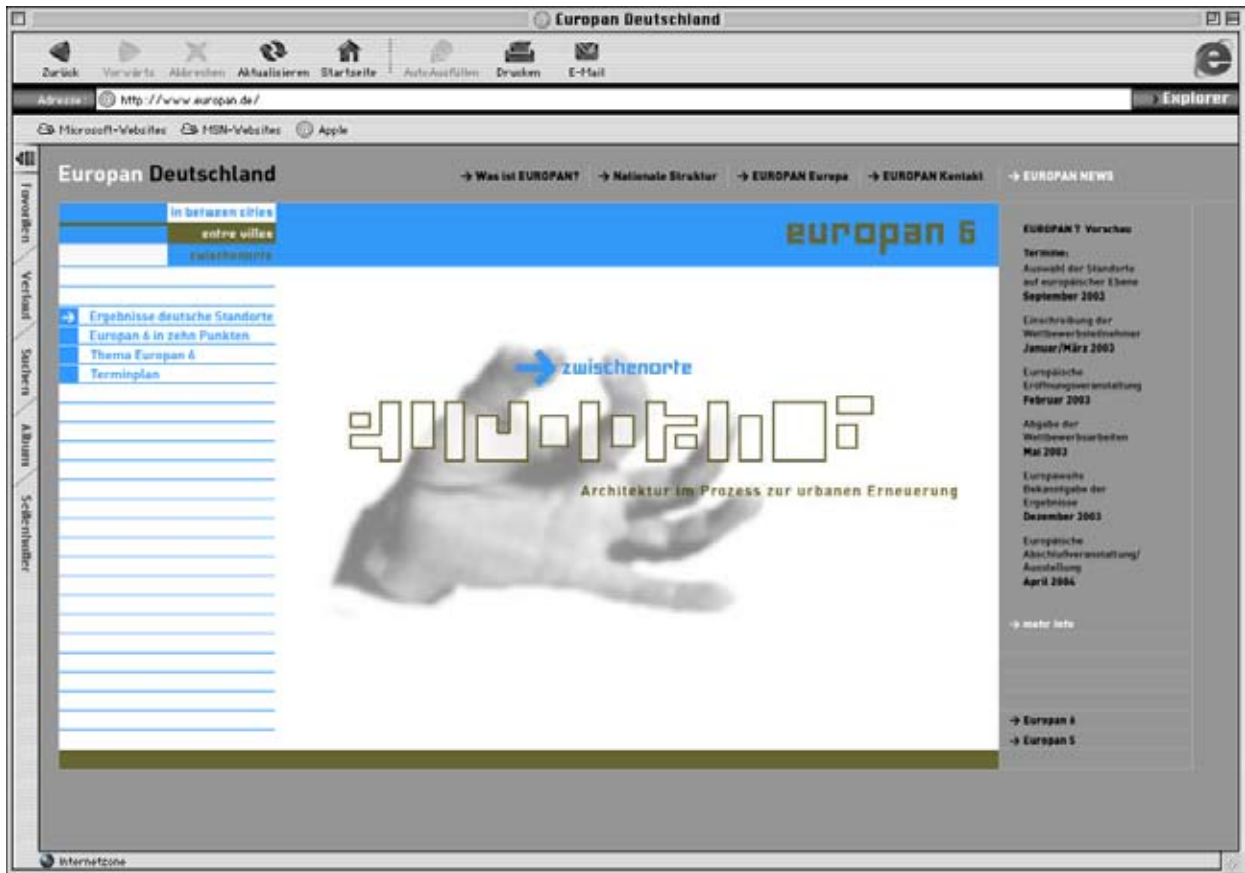 Europan Deutschland
Zurück Vorwärts Abbrechen Aktualisieren Startseite AutoAusfüllen Drucken E-Mail
Adresse: http://www.europan.de/ Explorer
Microsoft-Websites MSN-Websites Apple
Favoriten
Verlauf
Suchen
Album
Seitenhalter
Europan Deutschland
→ Was ist EUROPAN? → Nationale Struktur → EUROPAN Europa → EUROPAN Kontakt → EUROPAN NEWS
in between cities
entre villes
zwischenorte
europan 6
→ Ergebnisse deutsche Standorte
Europan 6 in zehn Punkten
Thema Europan 6
Terminplan
→ zwischenorte
Architektur im Prozess zur urbanen Erneuerung
EUROPAN 7 Vorschau
Termine:
Auswahl der Standorte
auf europäischer Ebene
September 2002
Einschreibung der
Wettbewerbsteilnehmer
Januar/März 2003
Europäische
Eröffnungsveranstaltung
Februar 2003
Abgabe der
Wettbewerbsarbeiten
Mai 2003
Europaweite
Bekanntgabe der
Ergebnisse
Dezember 2003
Europäische
Abschlußveranstaltung/
Ausstellung
April 2004
→ mehr Info
→ Europan 6
→ Europan 5
Internetzone